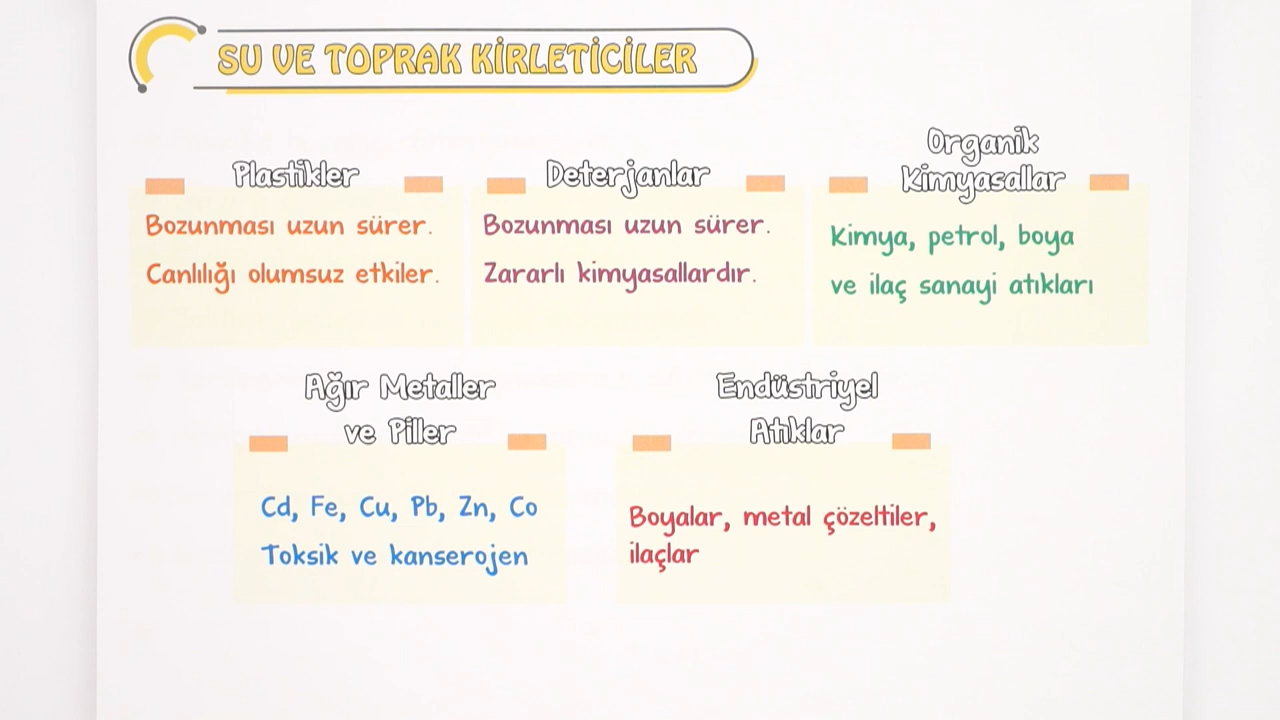 SU VE TOPRAK KİRLETİCİLER
Plastikler
Bozunması uzun sürer.
Canlılığı olumsuz etkiler.
Deterjanlar
Bozunması uzun sürer.
Zararlı kimyasallardır.
Organik
Kimyasallar
Kimya, petrol, boya
ve ilaç sanayi atıkları
Ağır Metaller
ve Piller
Cd, Fe, Cu, Pb, Zn, Co
Toksik ve kanserojen
Endüstriyel
Atıklar
Boyalar, metal çözeltiler,
ilaçlar